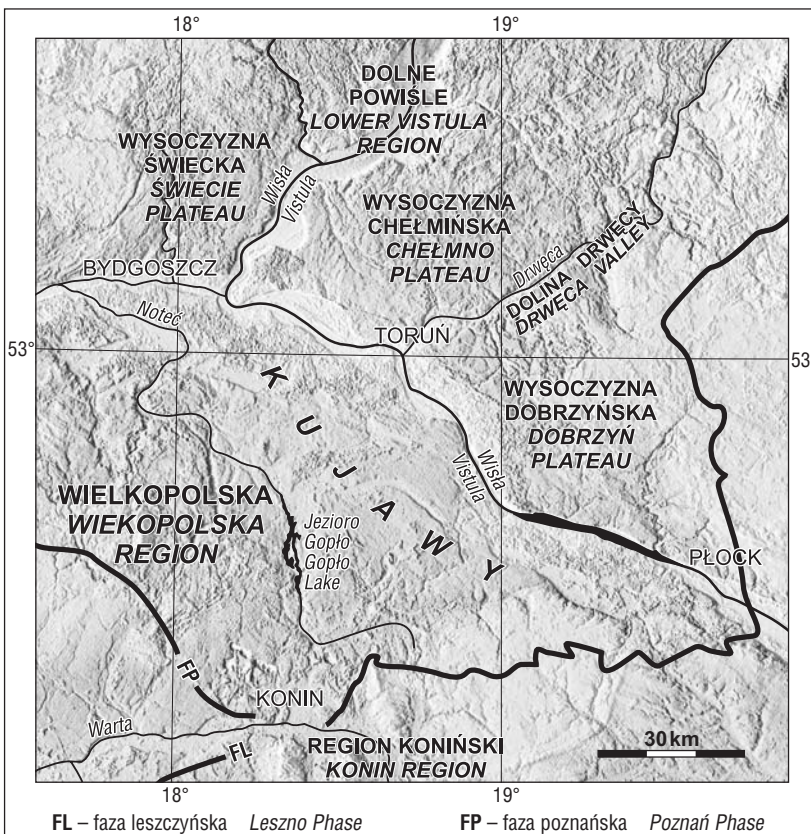 18°
19°
DOLNE
POWIŚLE
LOWER VISTULA
REGION
WYSOCZYZNA
ŚWIECKA
ŚWIECIE
PLATEAU
Wisła
Vistula
WYSOCZYZNA
CHEŁMIŃSKA
CHEŁMNO
PLATEAU
BYDGOSZCZ
Drwęca
DOLINA DRWĘCY
DRWĘCA VALLEY
Noteć
TORUŃ
53°
53
KUJAWY
WYSOCZYZNA
DOBRZYŃSKA
DOBRZYŃ
PLATEAU
Wisła
Vistula
WIELKOPOLSKA
WIEKOPOLSKA
REGION
Jezioro
Gopło
Gopło
Lake
PŁOCK
FP
KONIN
Warta
FL
REGION KONIŃSKI
KONIN REGION
30 km
18°
19°
FL – faza leszczyńska Leszno Phase
FP – faza poznańska Poznań Phase